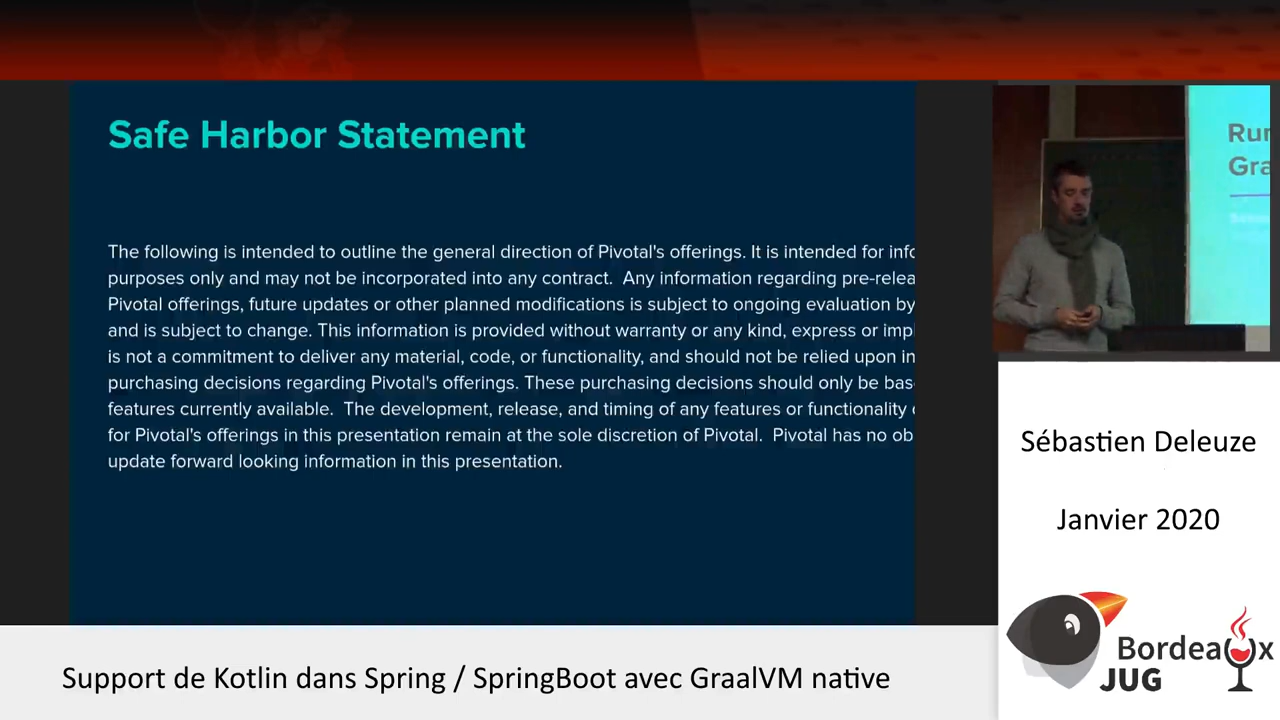 Safe Harbor Statement
The following is intended to outline the general direction of Pivotal's offerings. It is intended for info
purposes only and may not be incorporated into any contract.  Any information regarding pre-relea
Pivotal offerings, future updates or other planned modifications is subject to ongoing evaluation by
and is subject to change. This information is provided without warranty or any kind, express or impl
is not a commitment to deliver any material, code, or functionality, and should not be relied upon in
purchasing decisions regarding Pivotal's offerings. These purchasing decisions should only be bas
features currently available.  The development, release, and timing of any features or functionality
for Pivotal's offerings in this presentation remain at the sole discretion of Pivotal.  Pivotal has no ob
update forward looking information in this presentation.
Run
Gra
Sébastien Deleuze
Janvier 2020
Bordeaux
JUG
Support de Kotlin dans Spring / SpringBoot avec GraalVM native